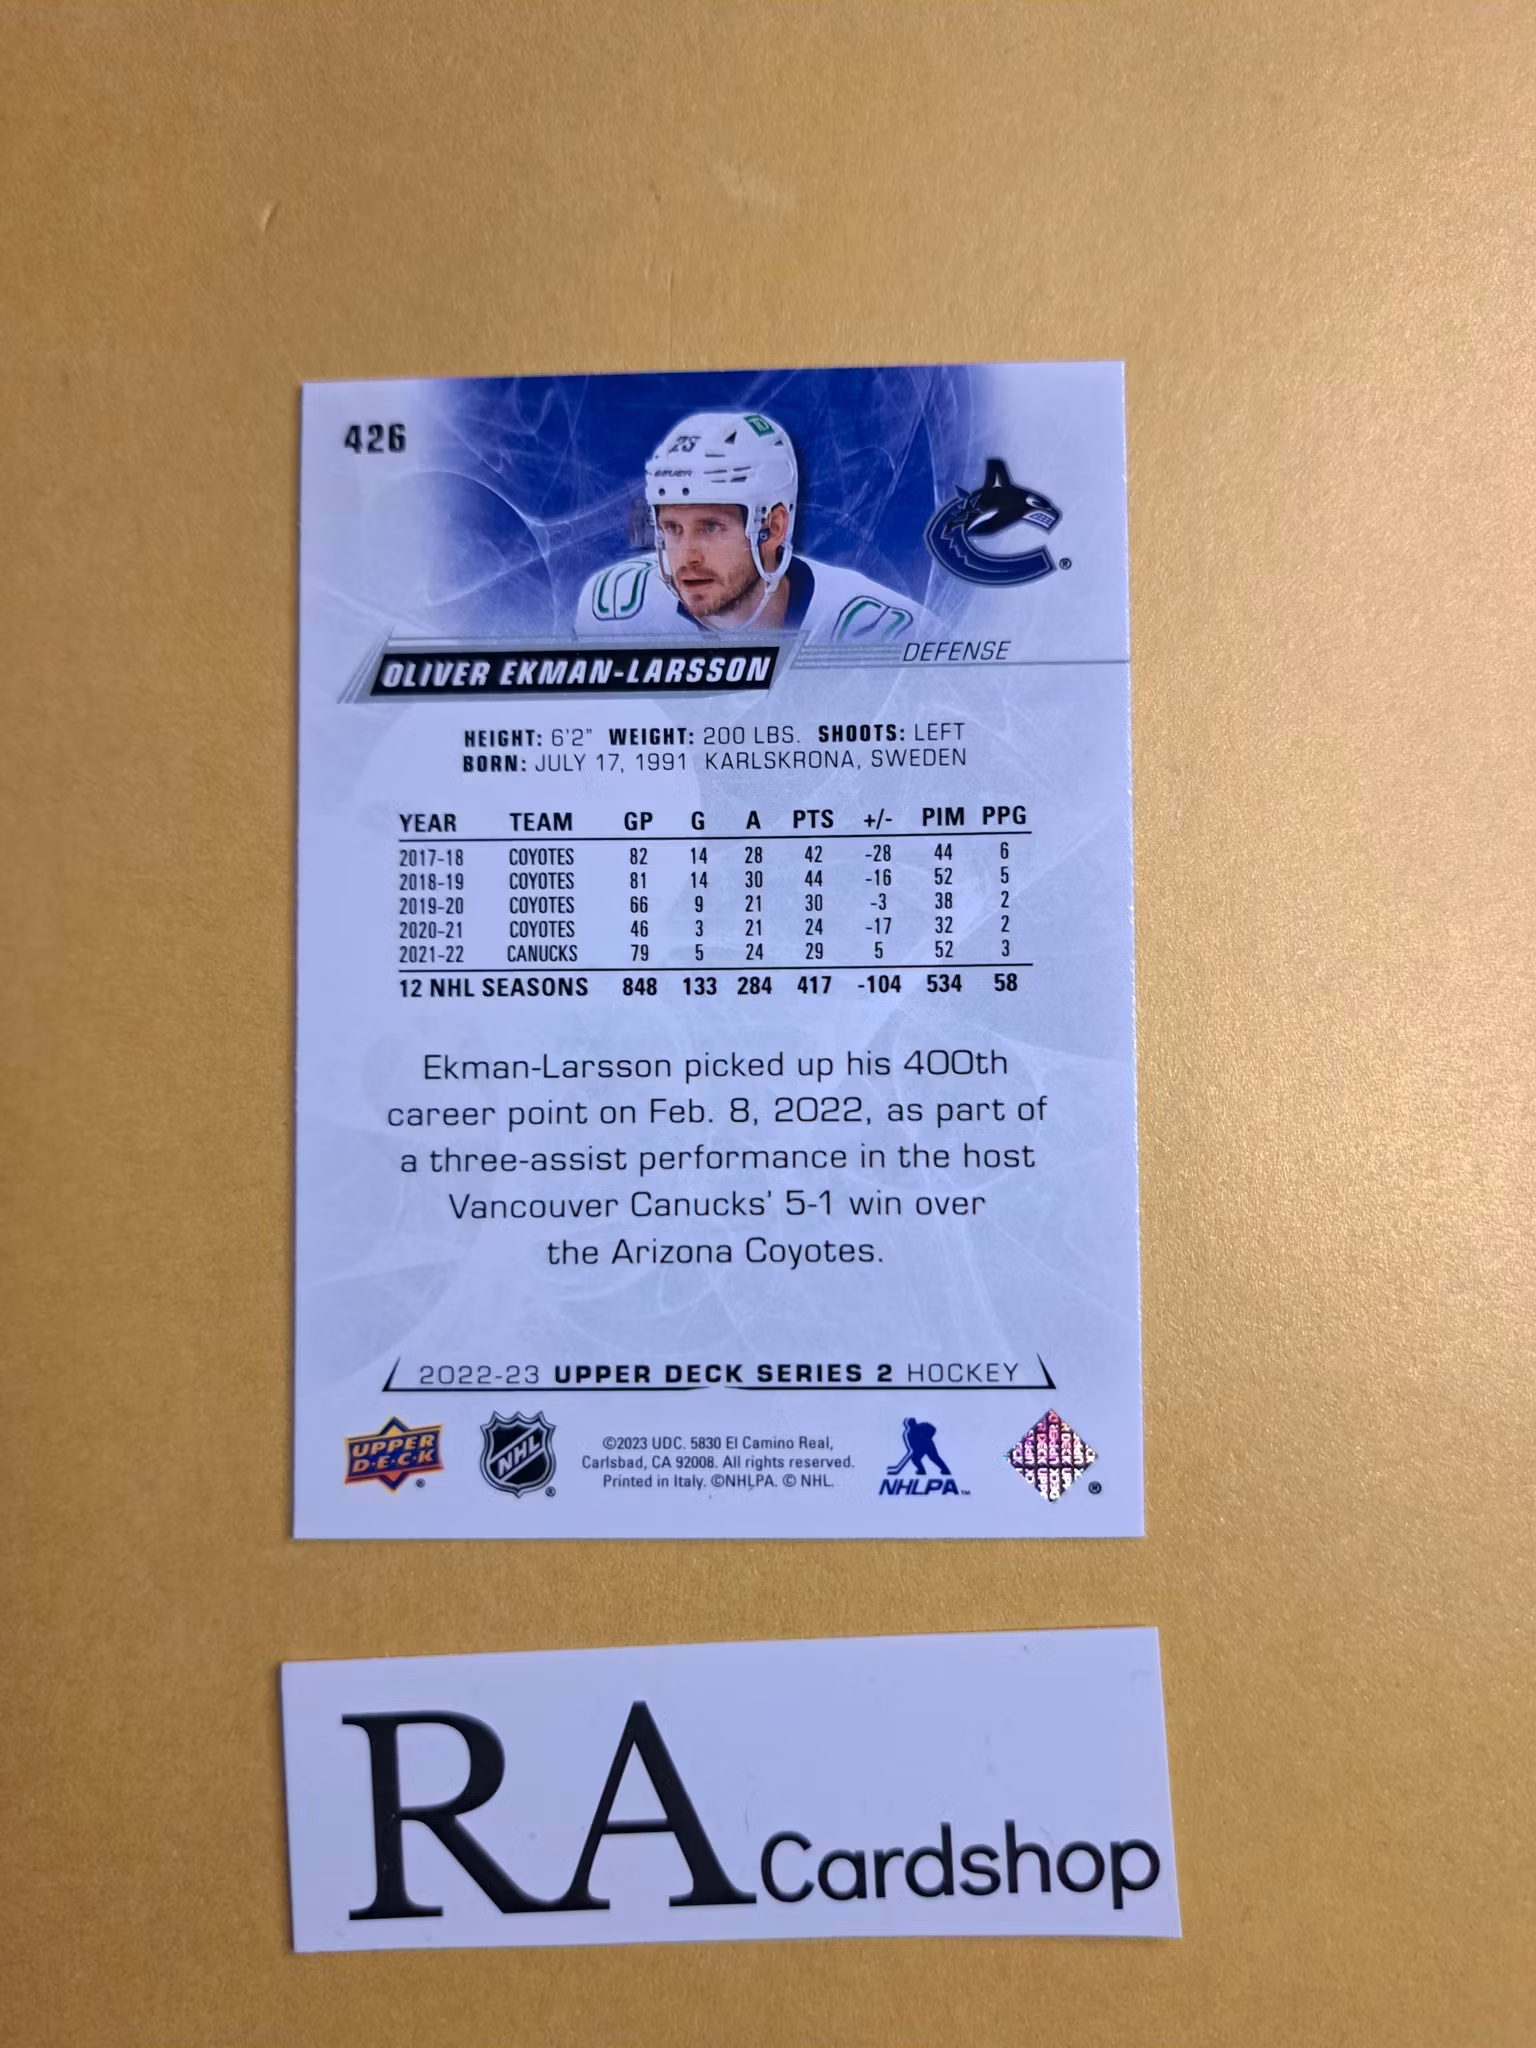 426
23
BAUER
TD
®
DEFENSE
OLIVER EKMAN-LARSSON
HEIGHT: 6'2" WEIGHT: 200 LBS. SHOOTS: LEFT
BORN: JULY 17, 1991 KARLSKRONA, SWEDEN
YEAR TEAM GP G A PTS +/- PIM PPG
2017-18 COYOTES 82 14 28 42 -28 44 6
2018-19 COYOTES 81 14 30 44 -16 52 5
2019-20 COYOTES 66 9 21 30 -3 38 2
2020-21 COYOTES 46 3 21 24 -17 32 2
2021-22 CANUCKS 79 5 24 29 5 52 3
12 NHL SEASONS 848 133 284 417 -104 534 58
Ekman-Larsson picked up his 400th
career point on Feb. 8, 2022, as part of
a three-assist performance in the host
Vancouver Canucks' 5-1 win over
the Arizona Coyotes.
2022-23 UPPER DECK SERIES 2 HOCKEY
UPPER
D·E·C·K ®
NHL ®
©2023 UDC. 5830 El Camino Real,
Carlsbad, CA 92008. All rights reserved.
Printed in Italy. ©NHLPA. © NHL.
NHLPA™
UPPER DECK ®
RA Cardshop